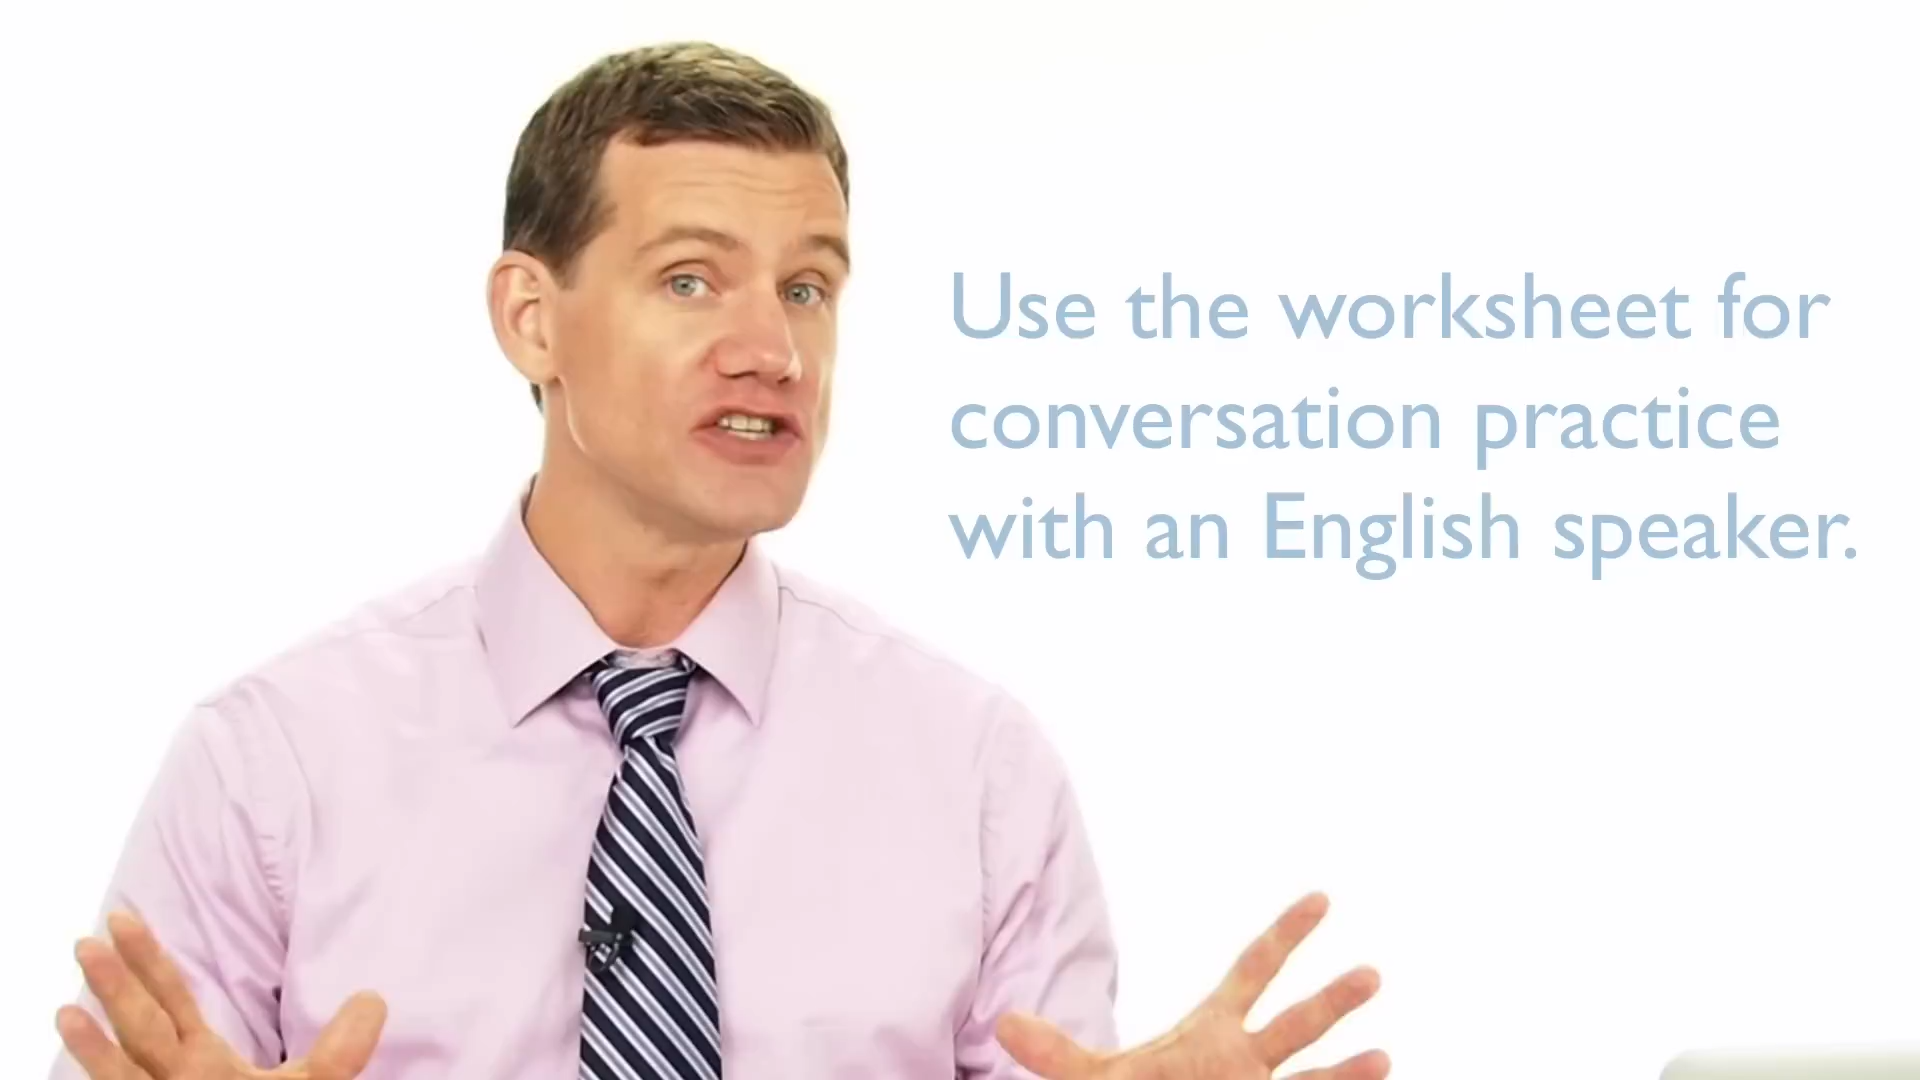 Use the worksheet for
conversation practice
with an English speaker.